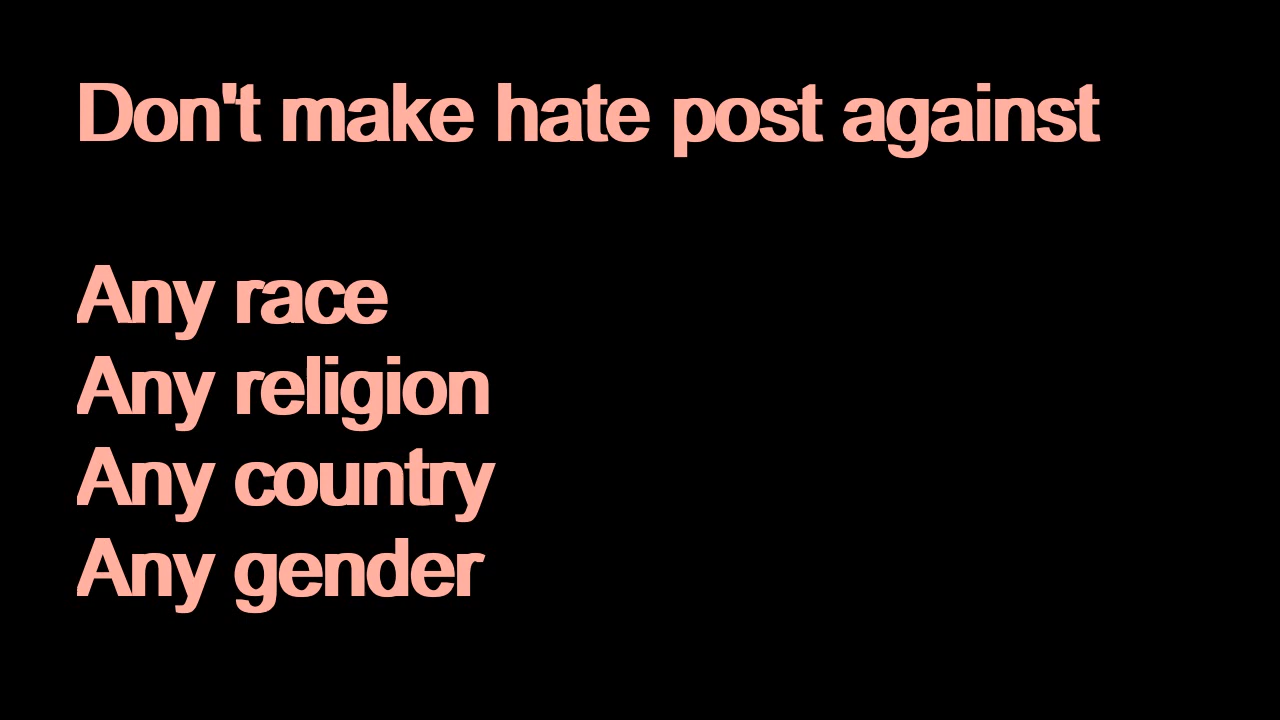 Don't make hate post against
Any race
Any religion
Any country
Any gender